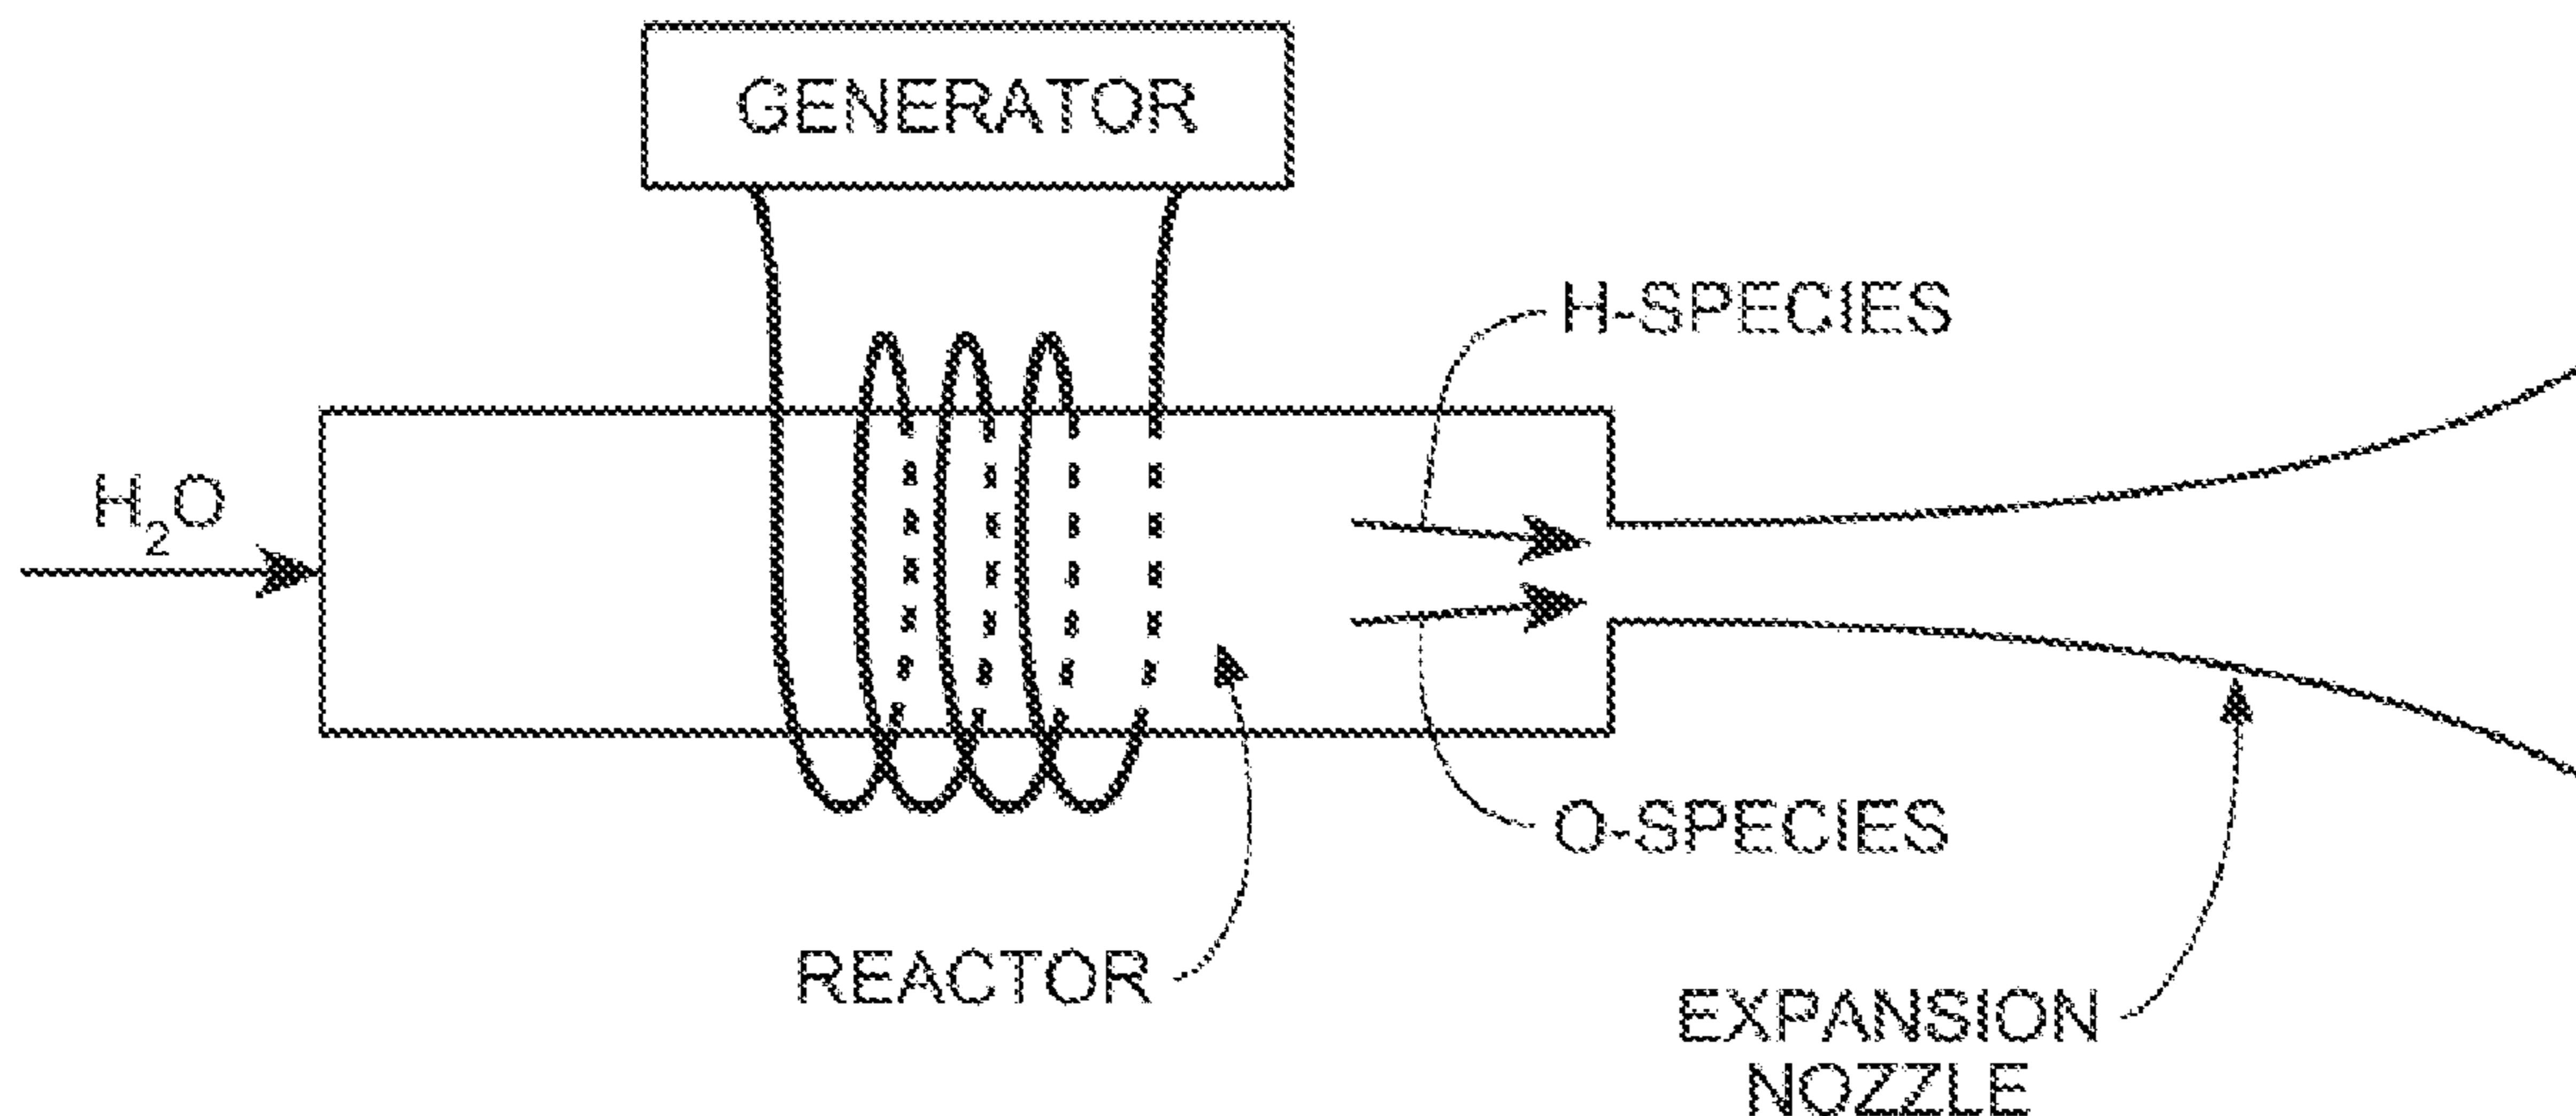 GENERATOR
H-SPECIES
H₂O
O-SPECIES
REACTOR
EXPANSION
NOZZLE